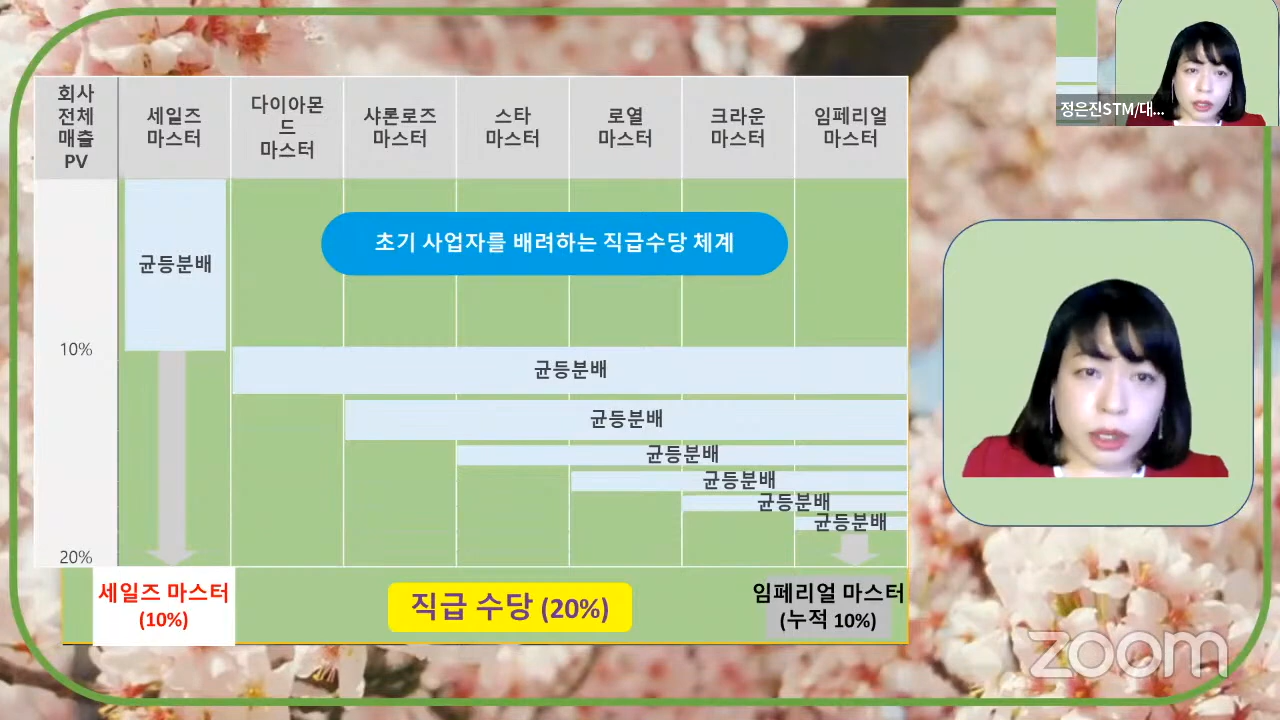 정은진STM/대...
회사
전체
매출
PV
세일즈
마스터
다이아몬
드
마스터
샤론로즈
마스터
스타
마스터
로열
마스터
크라운
마스터
임페리얼
마스터
초기 사업자를 배려하는 직급수당 체계
균등분배
10%
균등분배
균등분배
균등분배
균등분배
균등분배
균등분배
20%
세일즈 마스터
(10%)
직급 수당 (20%)
임페리얼 마스터
(누적 10%)
zoom